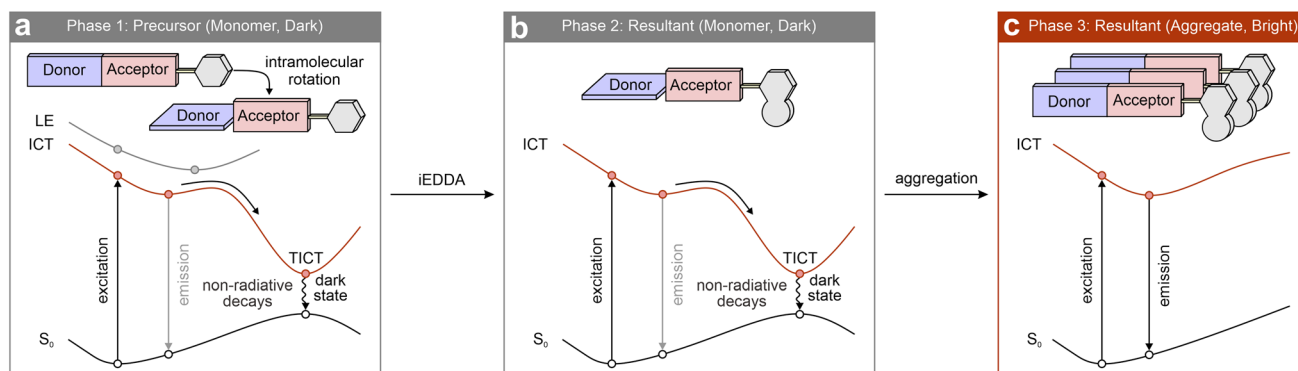 a Phase 1: Precursor (Monomer, Dark)
Donor Acceptor
intramolecular
rotation
Donor Acceptor
LE
ICT
excitation
emission
TICT
non-radiative
decays
dark
state
S₀
iEDDA
b Phase 2: Resultant (Monomer, Dark)
Donor Acceptor
ICT
excitation
emission
TICT
non-radiative
decays
dark
state
S₀
aggregation
c Phase 3: Resultant (Aggregate, Bright)
Donor Acceptor
ICT
excitation
emission
S₀